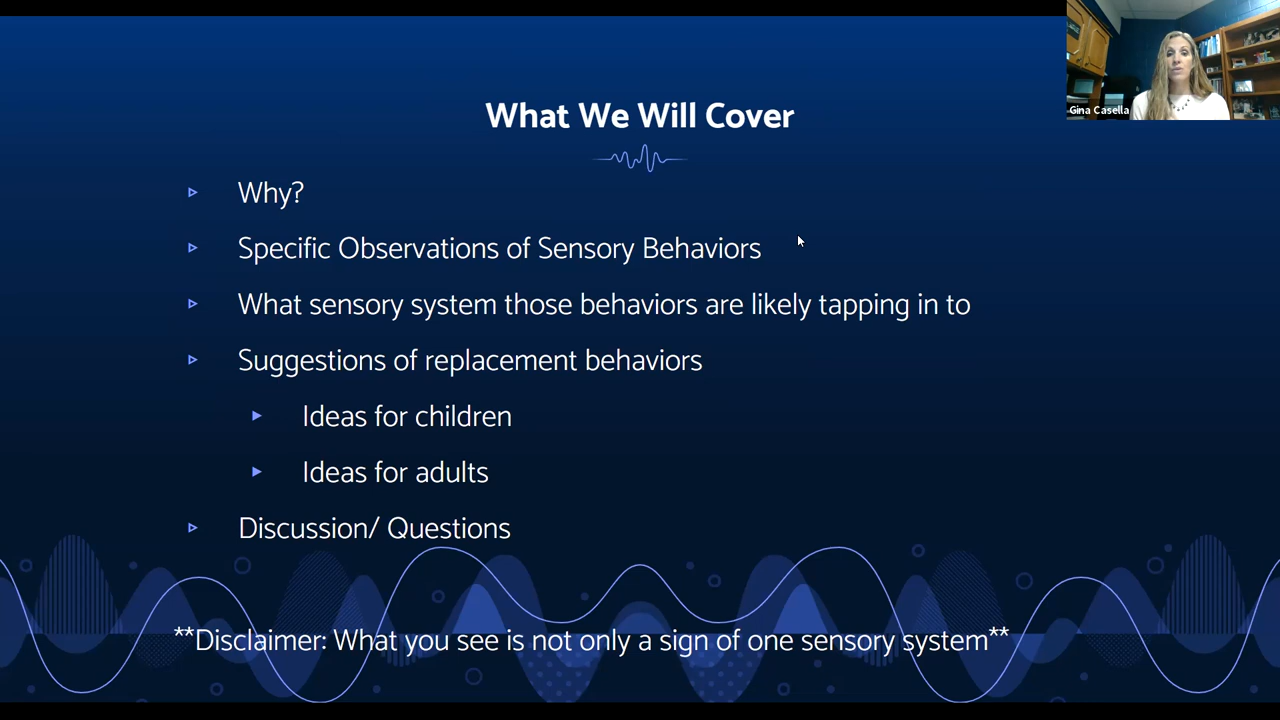 What We Will Cover
Gina Casella
Why?
Specific Observations of Sensory Behaviors
What sensory system those behaviors are likely tapping in to
Suggestions of replacement behaviors
Ideas for children
Ideas for adults
Discussion/ Questions
**Disclaimer: What you see is not only a sign of one sensory system**